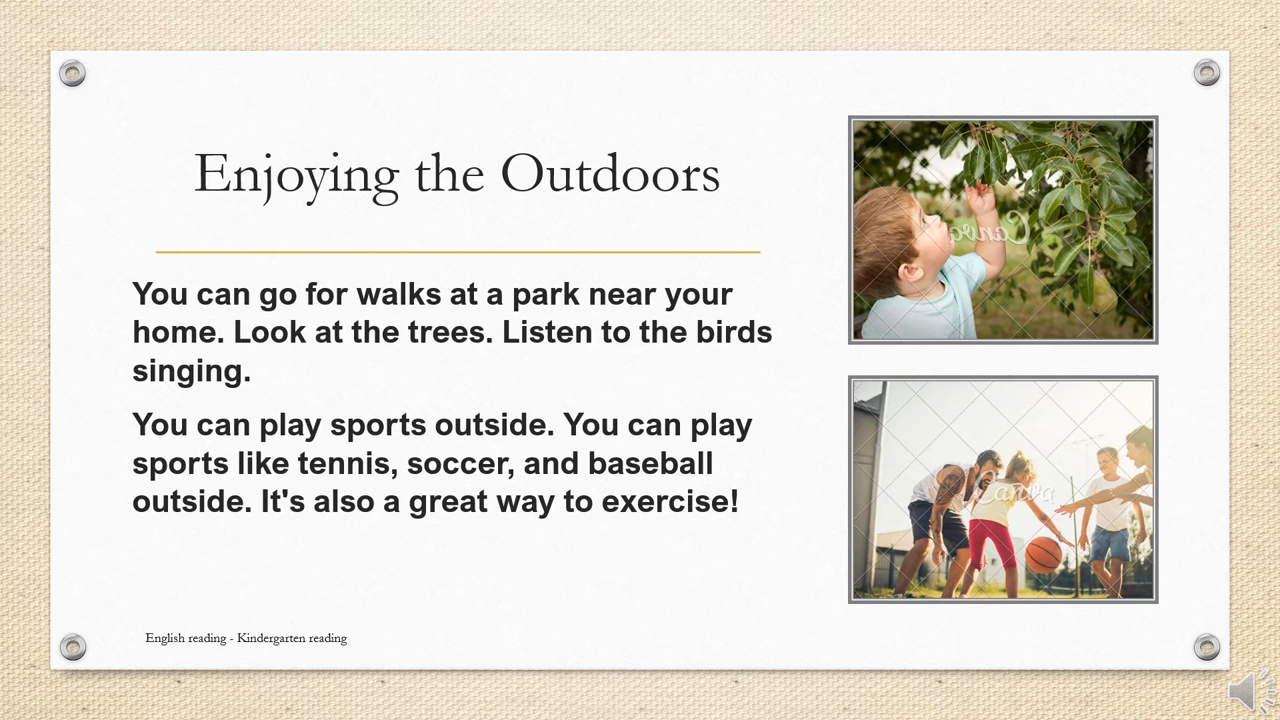 Enjoying the Outdoors
You can go for walks at a park near your
home. Look at the trees. Listen to the birds
singing.
You can play sports outside. You can play
sports like tennis, soccer, and baseball
outside. It's also a great way to exercise!
English reading - Kindergarten reading
Canva
Canva